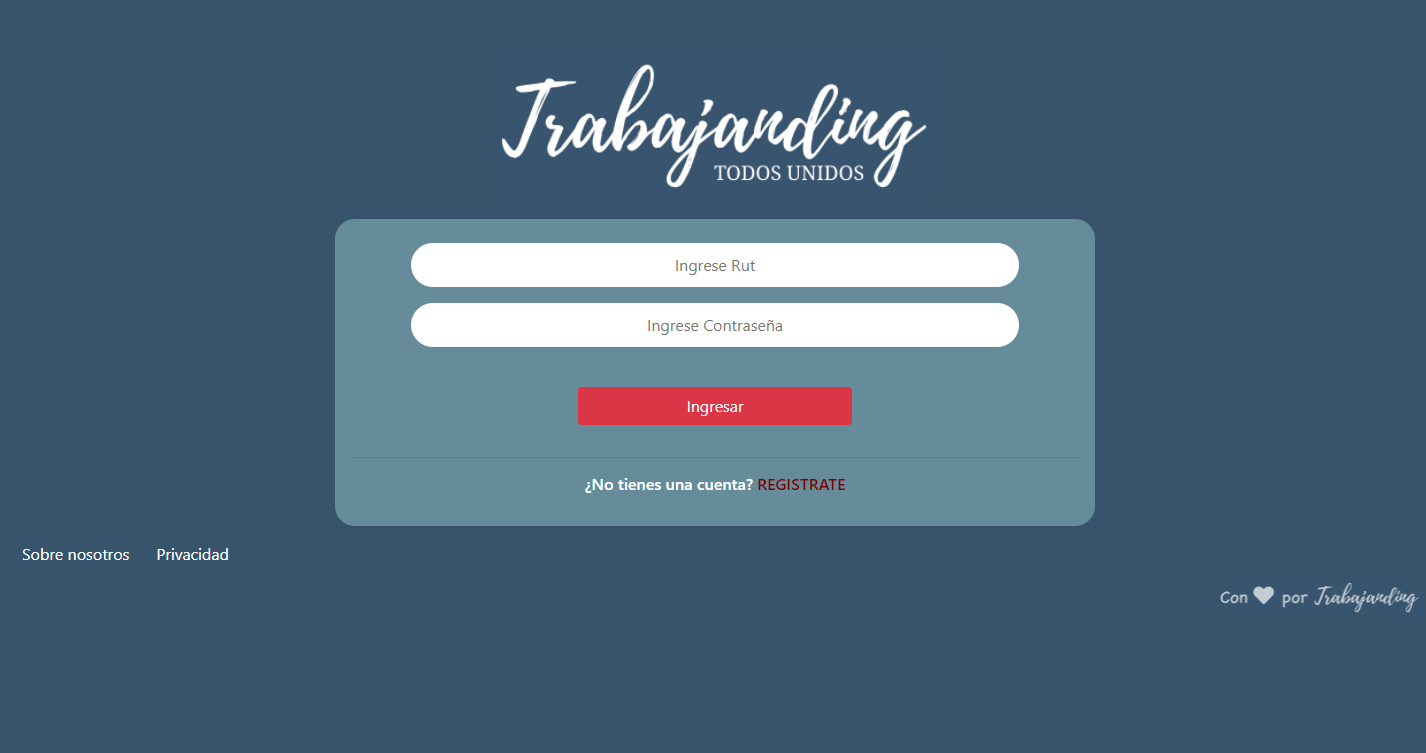 Trabajanding
TODOS UNIDOS
Ingrese Rut
Ingrese Contraseña
Ingresar
¿No tienes una cuenta? REGISTRATE
Sobre nosotros Privacidad
Con por Trabajanding